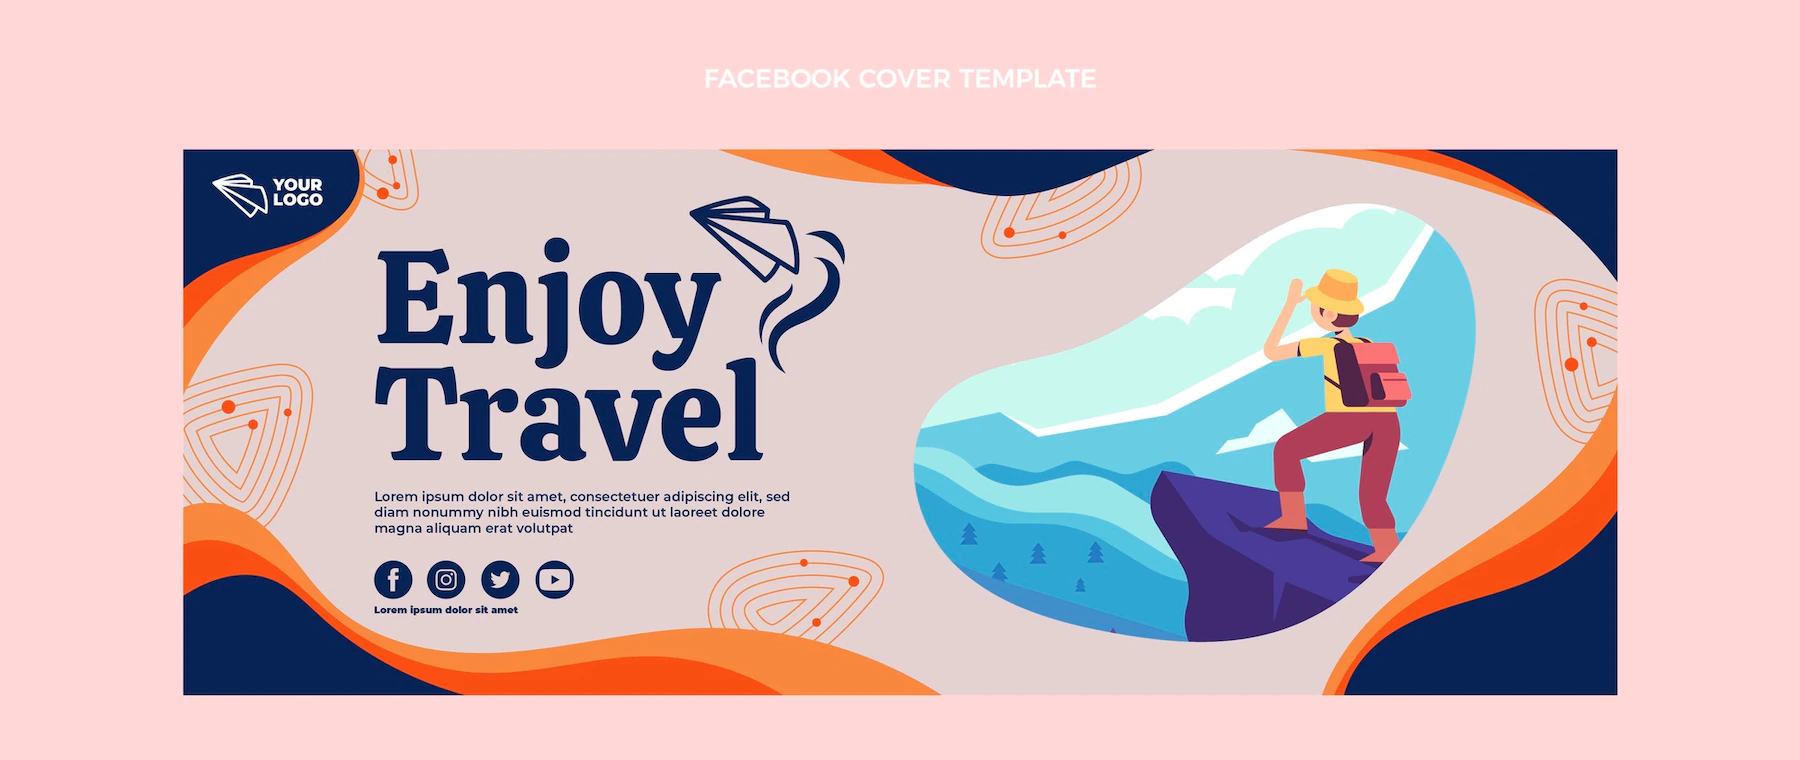 FACEBOOK COVER TEMPLATE
YOUR
LOGO
Enjoy
Travel
Lorem ipsum dolor sit amet, consectetuer adipiscing elit, sed
diam nonummy nibh euismod tincidunt ut laoreet dolore
magna aliquam erat volutpat
Lorem ipsum dolor sit amet